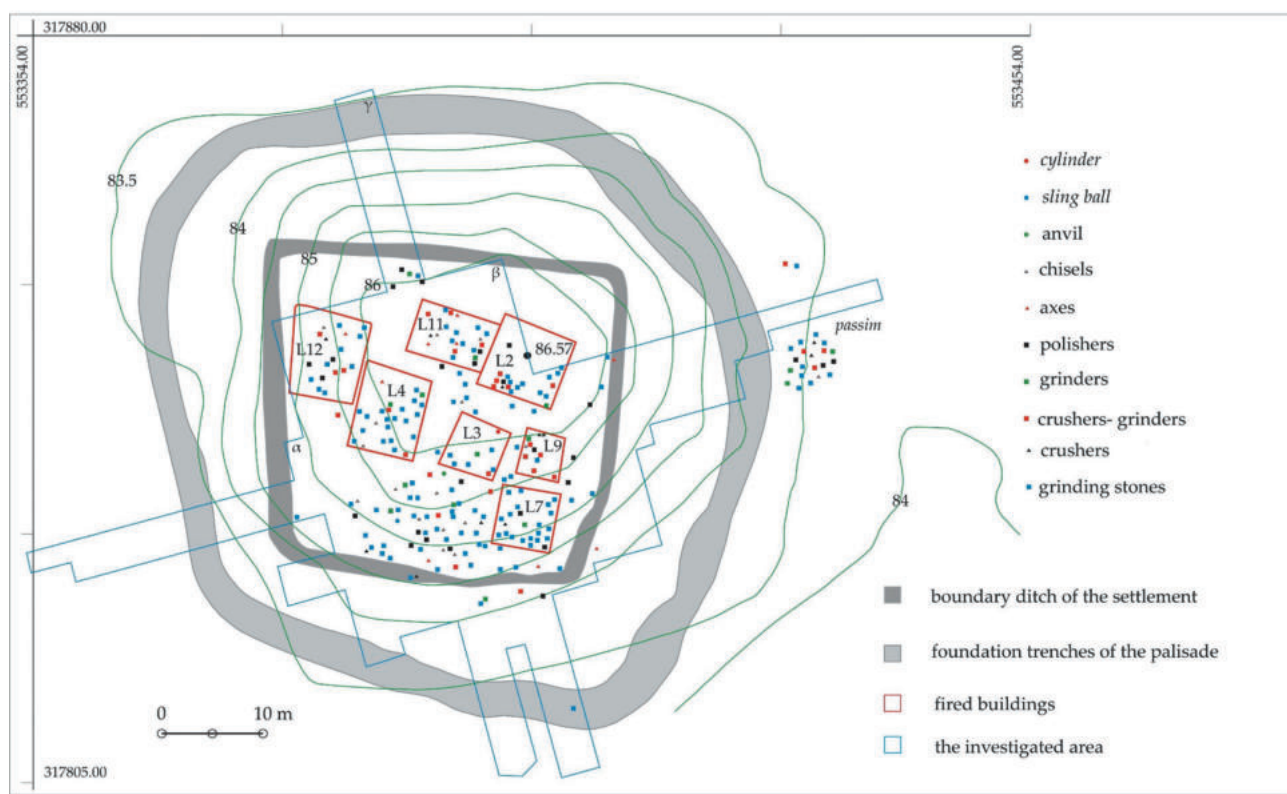 317880.00
553354.00
553454.00
γ
83.5
84
85
86
β
L11
L12
L2
86.57
L4
L3
L9
α
L7
passim
84
cylinder
sling ball
anvil
chisels
axes
polishers
grinders
crushers- grinders
crushers
grinding stones
boundary ditch of the settlement
foundation trenches of the palisade
fired buildings
the investigated area
0 10 m
317805.00